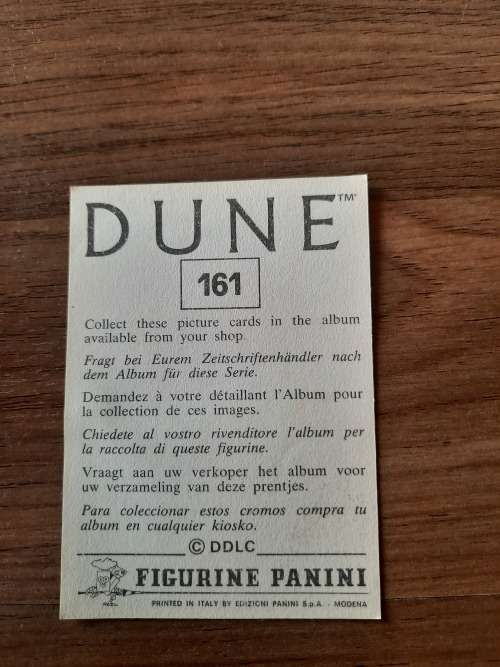 DUNE™
161
Collect these picture cards in the album
available from your shop.
Fragt bei Eurem Zeitschriftenhändler nach
dem Album für diese Serie.
Demandez à votre détaillant l'Album pour
la collection de ces images.
Chiedete al vostro rivenditore l'album per
la raccolta di queste figurine.
Vraagt aan uw verkoper het album voor
uw verzameling van deze prentjes.
Para coleccionar estos cromos compra tu
album en cualquier kiosko.
© DDLC
FIGURINE PANINI
PRINTED IN ITALY BY EDIZIONI PANINI S.p.A. - MODENA